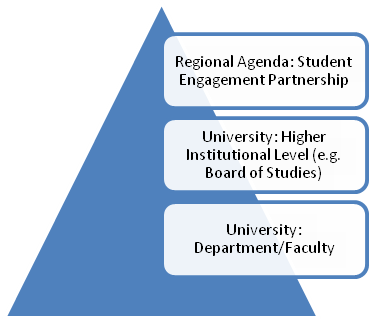 Regional Agenda: Student
Engagement Partnership
University: Higher
Institutional Level (e.g.
Board of Studies)
University:
Department/Faculty